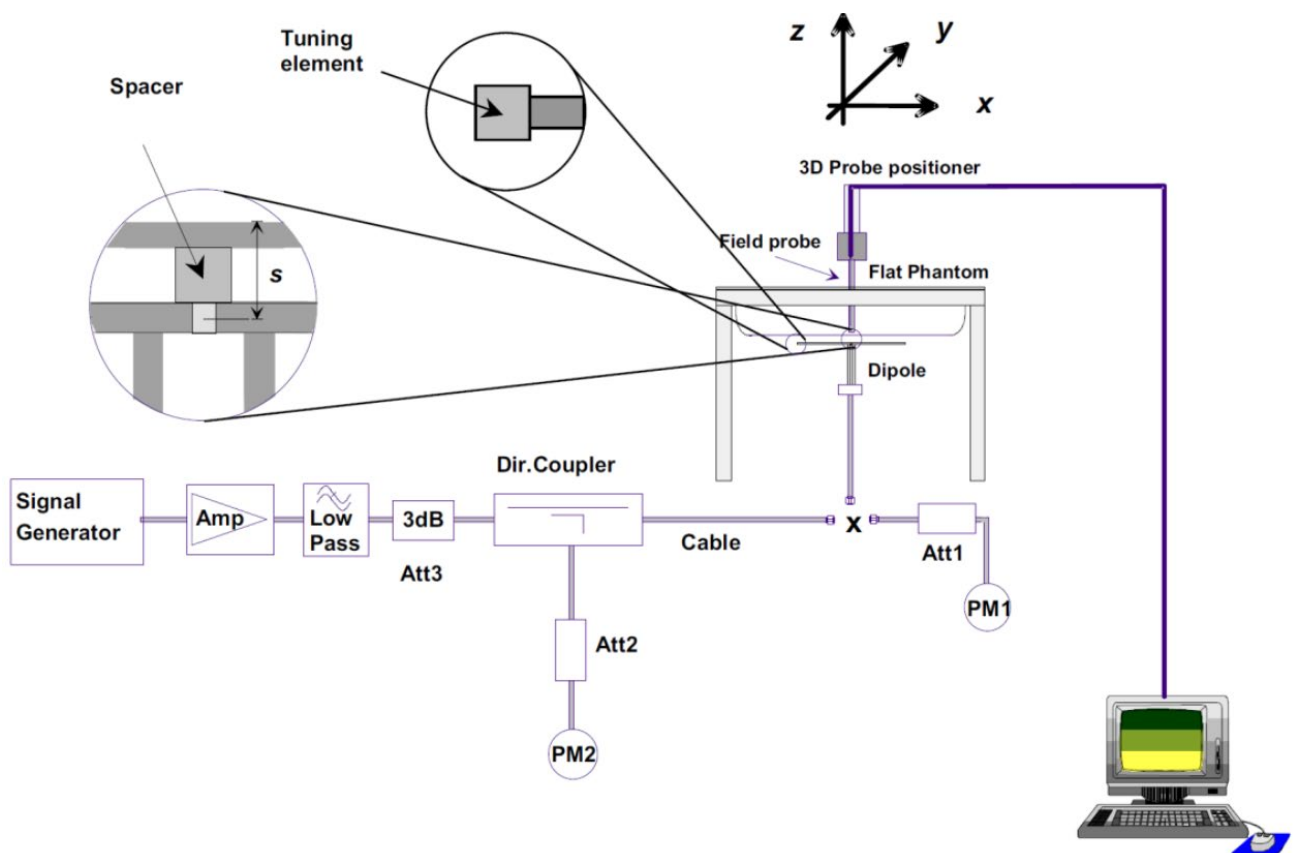 z
y
x
Tuning
element
Spacer
3D Probe positioner
Field probe
Flat Phantom
s
Dipole
Dir.Coupler
Signal
Generator
Amp
Low
Pass
3dB
Att3
Cable
x
Att1
PM1
Att2
PM2